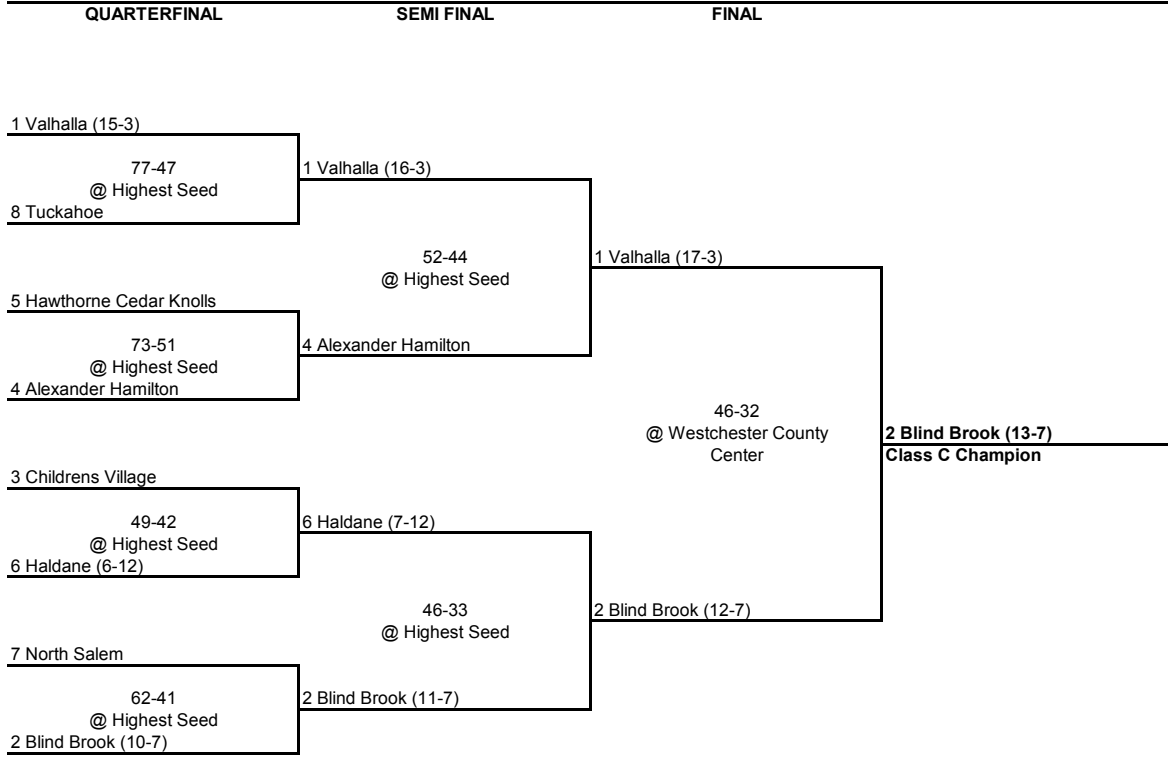 QUARTERFINAL
SEMI FINAL
FINAL
1 Valhalla (15-3)
77-47
@ Highest Seed
8 Tuckahoe
5 Hawthorne Cedar Knolls
73-51
@ Highest Seed
4 Alexander Hamilton
3 Childrens Village
49-42
@ Highest Seed
6 Haldane (6-12)
7 North Salem
62-41
@ Highest Seed
2 Blind Brook (10-7)
1 Valhalla (16-3)
52-44
@ Highest Seed
4 Alexander Hamilton
6 Haldane (7-12)
46-33
@ Highest Seed
2 Blind Brook (11-7)
1 Valhalla (17-3)
46-32
@ Westchester County
Center
2 Blind Brook (12-7)
2 Blind Brook (13-7)
Class C Champion